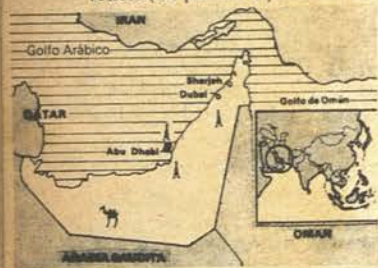 IRAN
Golfo Arábico
Sharjah
Dubai
Golfo de Omán
QATAR
Abu Dhabi
OMAN
ARABIA SAUDITA